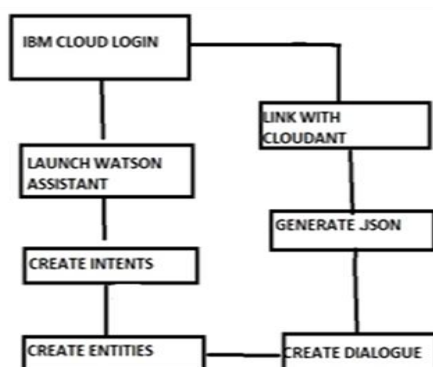 IBM CLOUD LOGIN
LINK WITH
CLOUDANT
LAUNCH WATSON
ASSISTANT
GENERATE .JSON
CREATE INTENTS
CREATE ENTITIES
CREATE DIALOGUE